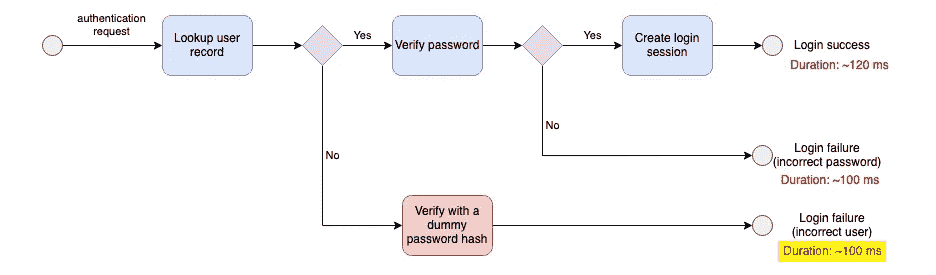 authentication
request
Lookup user
record
Yes
Verify password
Yes
Create login
session
Login success
Duration: ~120 ms
No
Login failure
(incorrect password)
Duration: ~100 ms
No
Verify with a
dummy
password hash
Login failure
(incorrect user)
Duration: ~100 ms